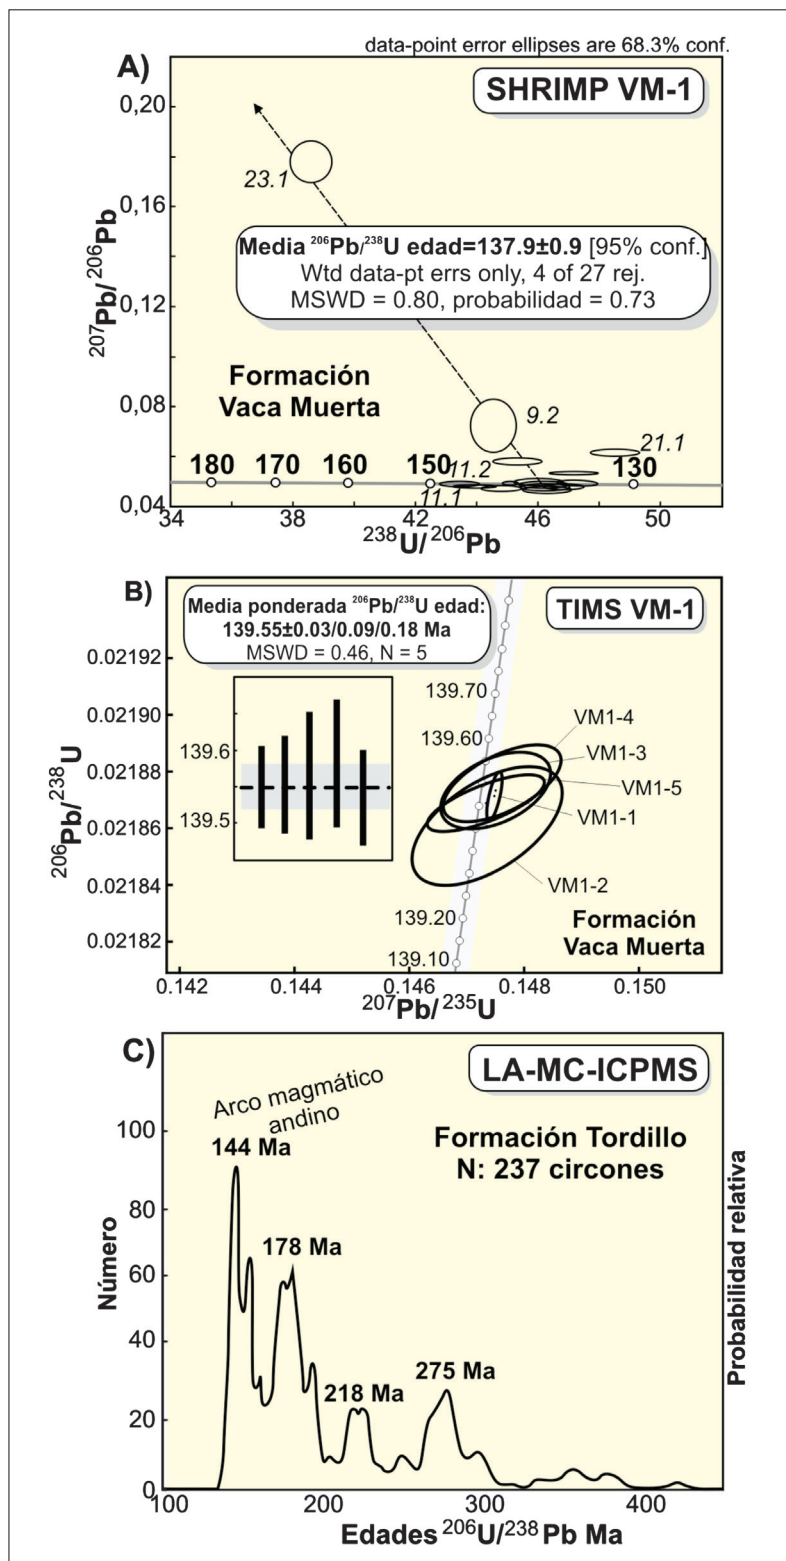 data-point error ellipses are 68.3% conf.
A)
SHRIMP VM-1
0,20
0,16
0,12
0,08
0,04
207Pb/206Pb
23.1
Media 206Pb/238U edad=137.9±0.9 [95% conf.]
Wtd data-pt errs only, 4 of 27 rej.
MSWD = 0.80, probabilidad = 0.73
Formación
Vaca Muerta
9.2
21.1
180
170
160
150
11.2
130
11.1
34
38
42
46
50
238U/206Pb
B)
Media ponderada 206Pb/238U edad:
139.55±0.03/0.09/0.18 Ma
MSWD = 0.46, N = 5
TIMS VM-1
0.02192
0.02190
0.02188
0.02186
0.02184
0.02182
206Pb/238U
139.6
139.5
139.70
139.60
139.20
139.10
VM1-4
VM1-3
VM1-5
VM1-1
VM1-2
Formación
Vaca Muerta
0.142
0.144
0.146
0.148
0.150
207Pb/235U
C)
LA-MC-ICPMS
Arco magmático
andino
144 Ma
Formación Tordillo
N: 237 circones
178 Ma
218 Ma
275 Ma
100
80
60
40
20
0
Número
Probabilidad relativa
100
200
300
400
Edades 206U/238Pb Ma